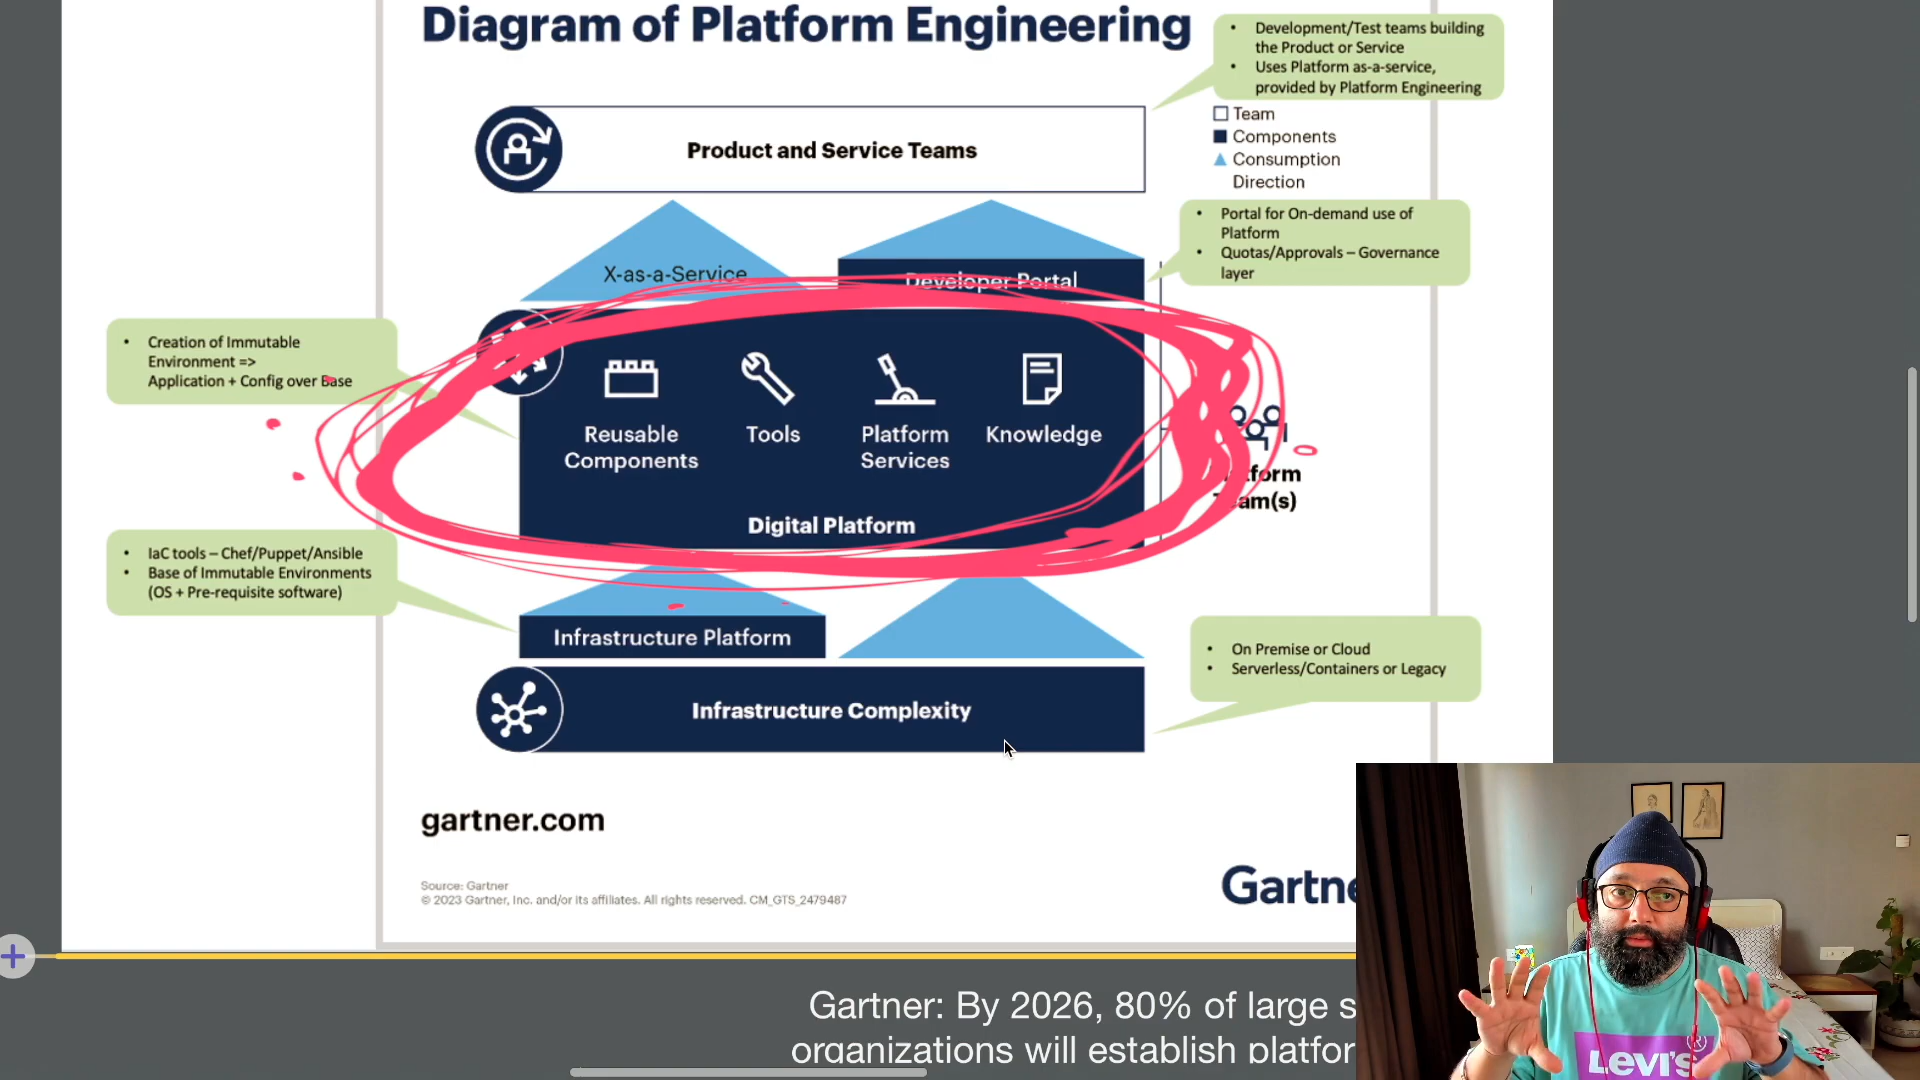 Diagram of Platform Engineering
• Development/Test teams building
the Product or Service
• Uses Platform as-a-service,
provided by Platform Engineering
Team
Components
Consumption
Direction
Product and Service Teams
• Portal for On-demand use of
Platform
• Quotas/Approvals – Governance
layer
X-as-a-Service
Developer Portal
• Creation of Immutable
Environment =>
Application + Config over Base
Reusable
Components
Tools
Platform
Services
Knowledge
Digital Platform
• IaC tools – Chef/Puppet/Ansible
• Base of Immutable Environments
(OS + Pre-requisite software)
Infrastructure Platform
• On Premise or Cloud
• Serverless/Containers or Legacy
Infrastructure Complexity
gartner.com
Source: Gartner
© 2023 Gartner, Inc. and/or its affiliates. All rights reserved. CM_GTS_2479487
Gartne
Gartner: By 2026, 80% of large s
organizations will establish platfor
Levi's®